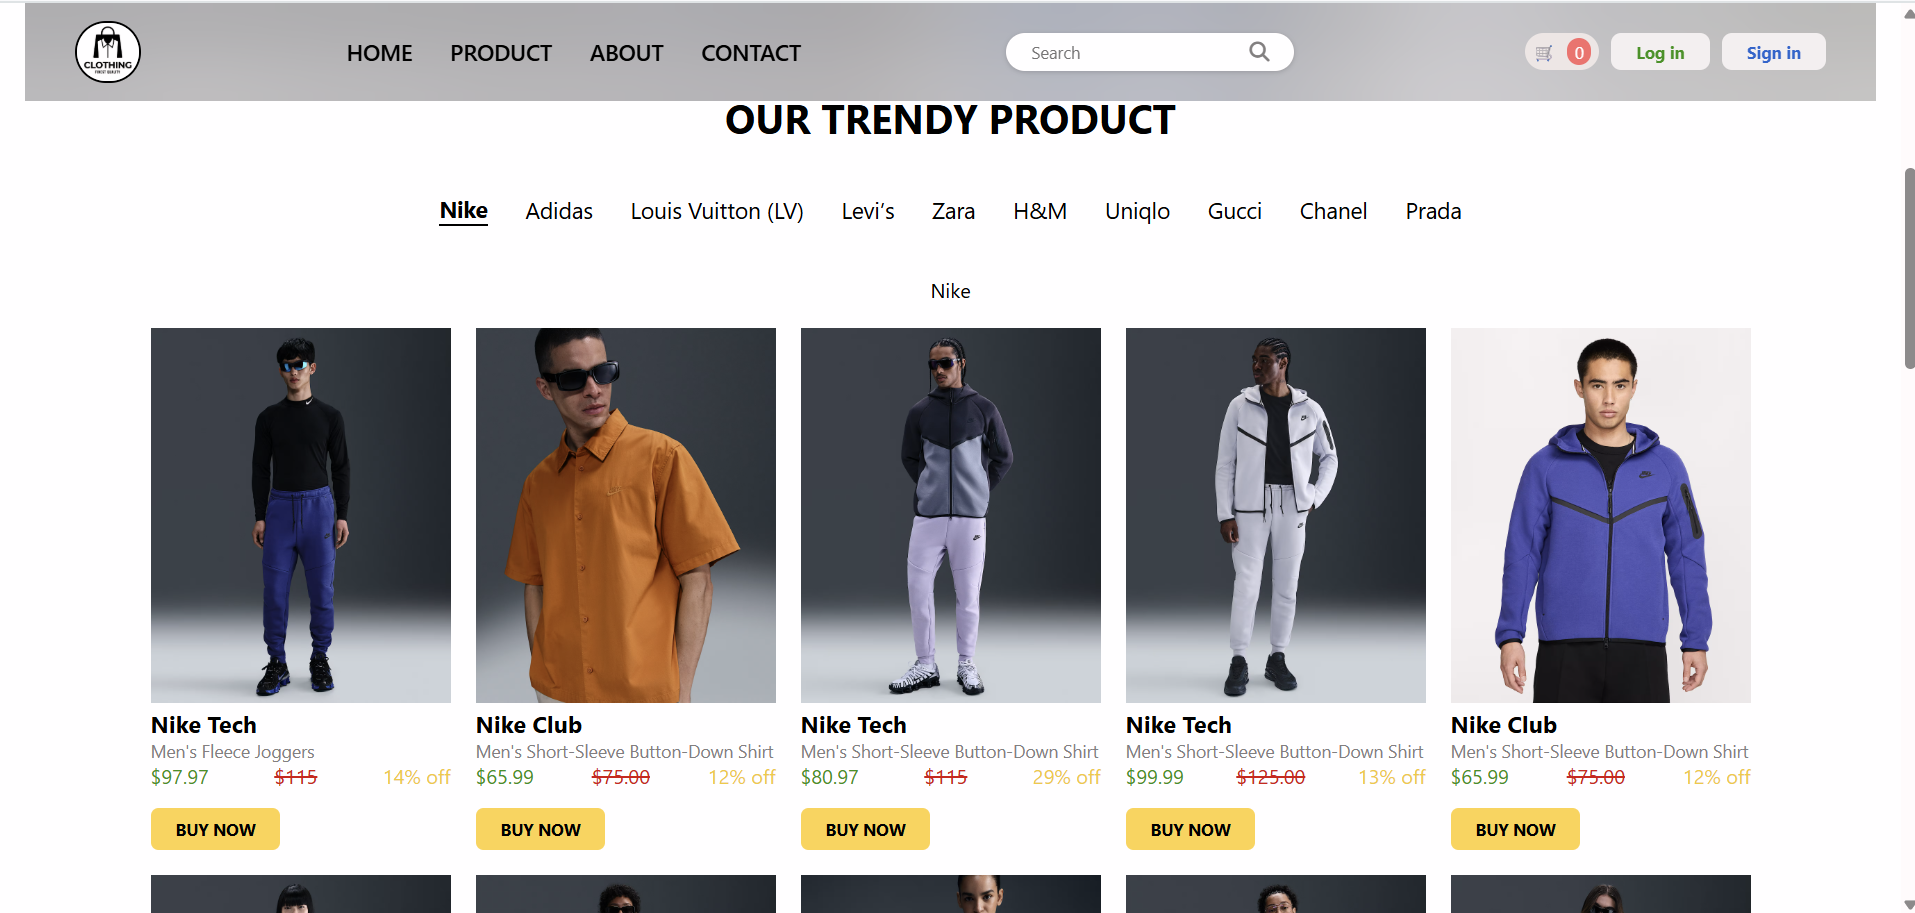 CLOTHING
FINEST QUALITY
HOME PRODUCT ABOUT CONTACT
Search
0
Log in
Sign in
OUR TRENDY PRODUCT
Nike Adidas Louis Vuitton (LV) Levi’s Zara H&M Uniqlo Gucci Chanel Prada
Nike
Nike Tech
Men's Fleece Joggers
$97.97 $115 14% off
BUY NOW
Nike Club
Men's Short-Sleeve Button-Down Shirt
$65.99 $75.00 12% off
BUY NOW
Nike Tech
Men's Short-Sleeve Button-Down Shirt
$80.97 $115 29% off
BUY NOW
Nike Tech
Men's Short-Sleeve Button-Down Shirt
$99.99 $125.00 13% off
BUY NOW
Nike Club
Men's Short-Sleeve Button-Down Shirt
$65.99 $75.00 12% off
BUY NOW